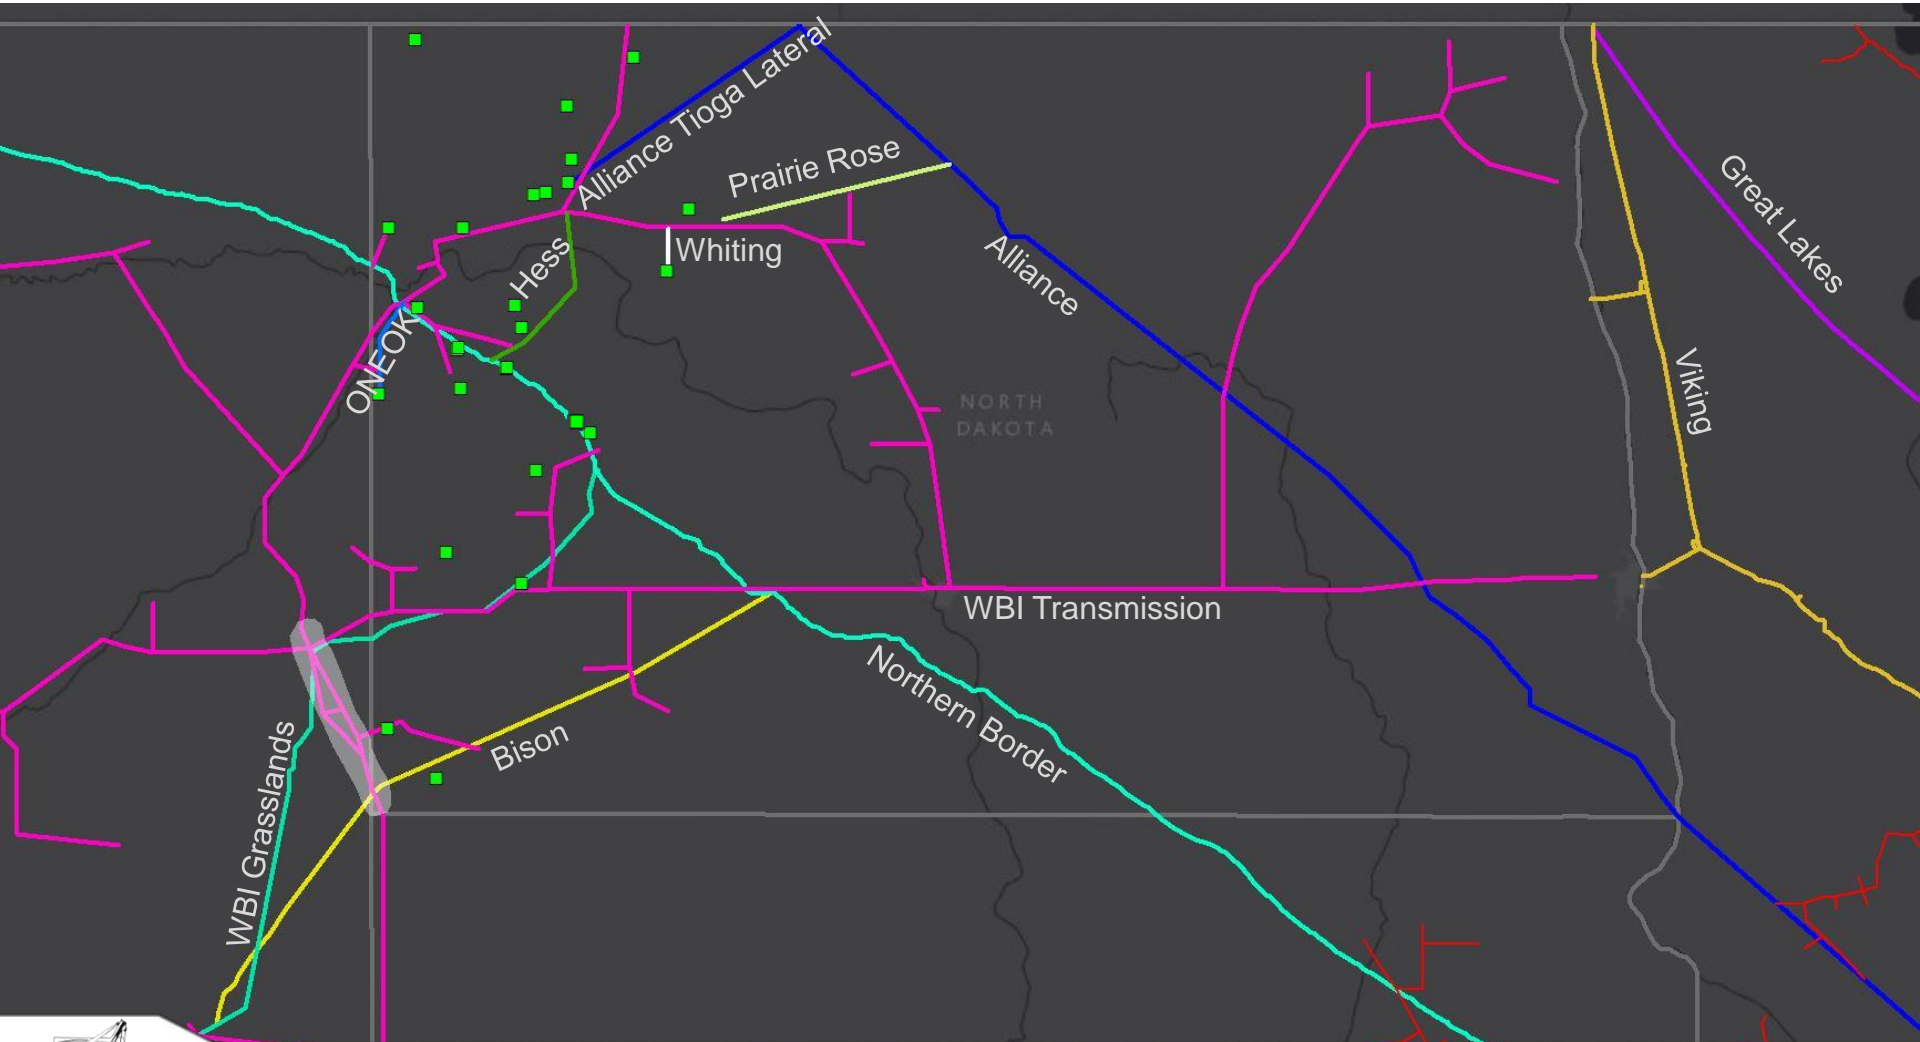 Alliance Tioga Lateral
Prairie Rose
Great Lakes
Whiting
Hess
Alliance
ONEOK
Viking
NORTH
DAKOTA
WBI Transmission
Northern Border
Bison
WBI Grasslands